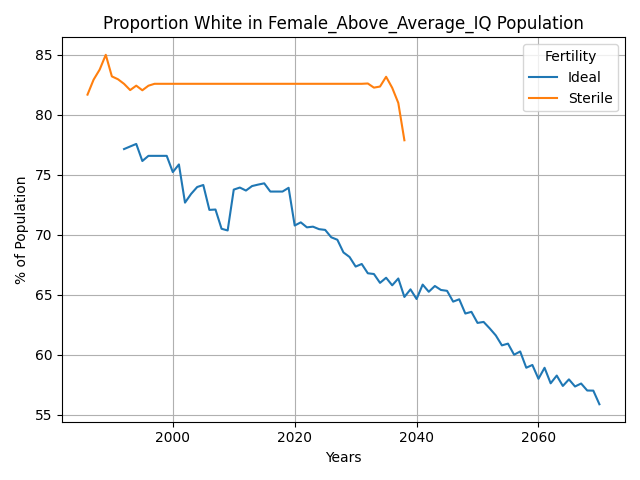 Proportion White in Female_Above_Average_IQ Population
Fertility
Ideal
Sterile
% of Population
85
80
75
70
65
60
55
2000
2020
2040
2060
Years